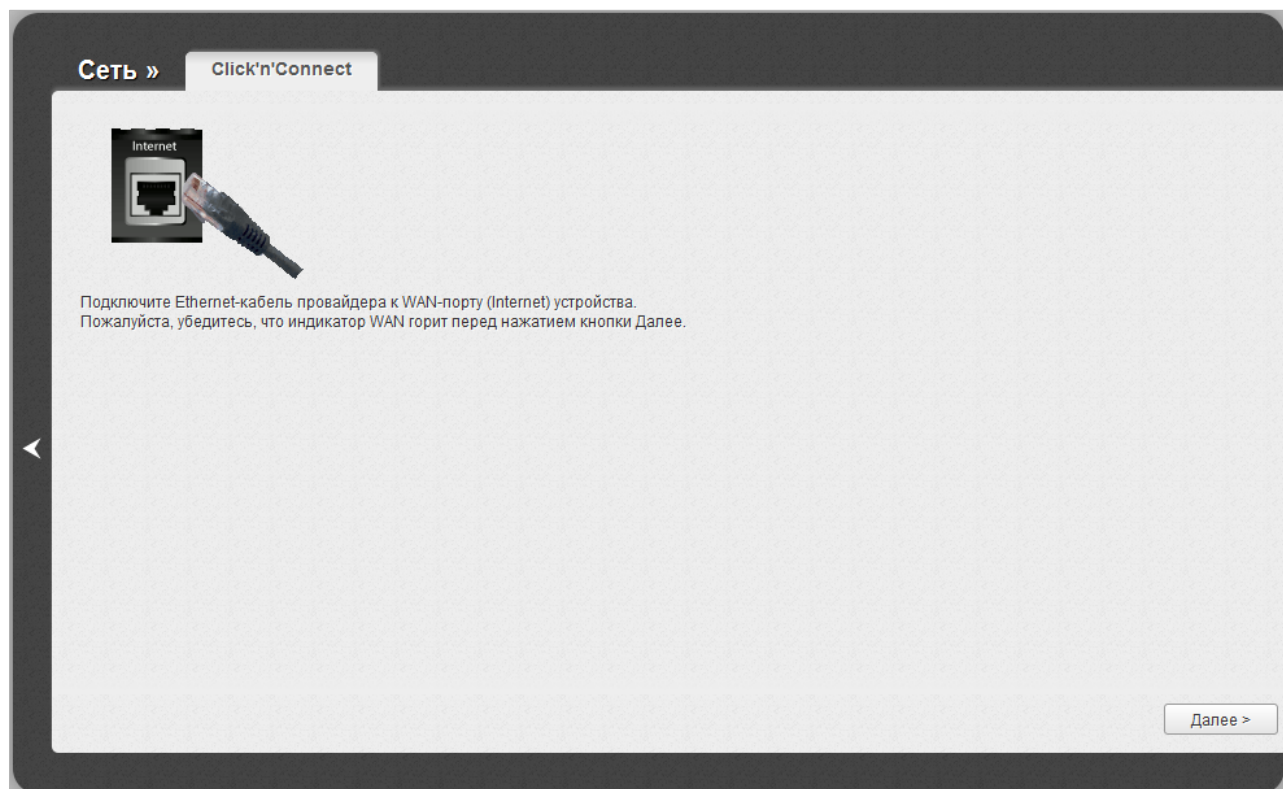 Сеть »
Click'n'Connect
Internet
Подключите Ethernet-кабель провайдера к WAN-порту (Internet) устройства.
Пожалуйста, убедитесь, что индикатор WAN горит перед нажатием кнопки Далее.
Далее >